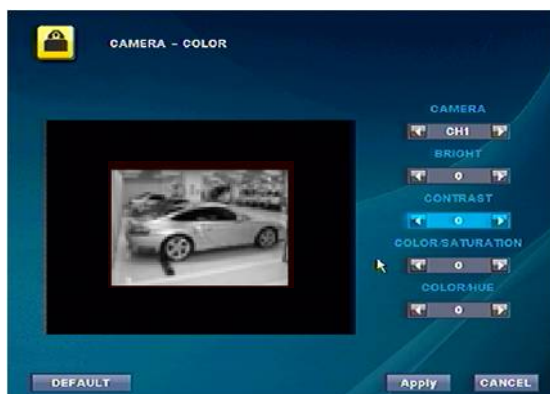 CAMERA - COLOR
CAMERA
CH1
BRIGHT
0
CONTRAST
0
COLOR/SATURATION
0
COLOR/HUE
0
DEFAULT
Apply
CANCEL